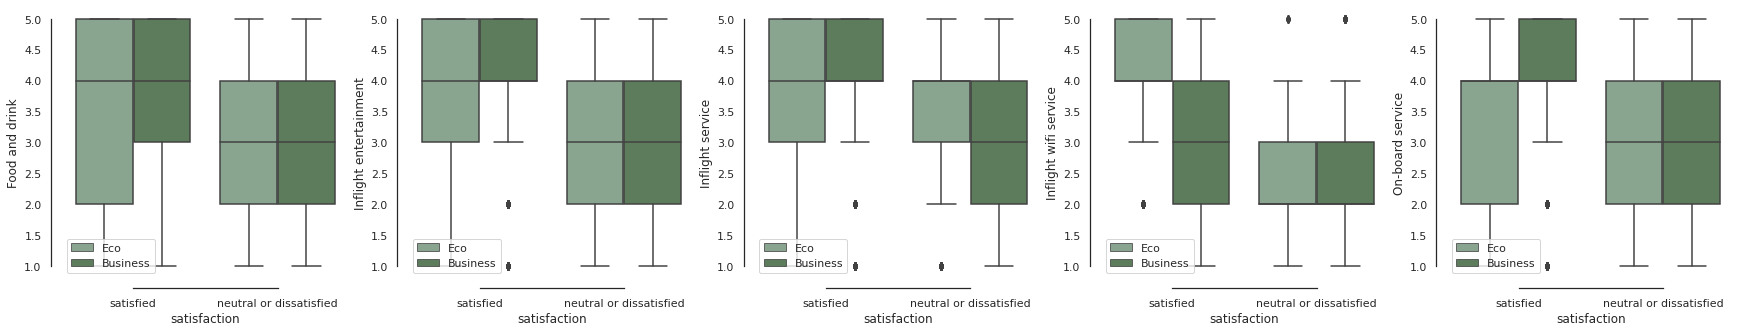 Food and drink
5.0
4.5
4.0
3.5
3.0
2.5
2.0
1.5
1.0
Eco
Business
satisfied
neutral or dissatisfied
satisfaction
Inflight entertainment
5.0
4.5
4.0
3.5
3.0
2.5
2.0
1.5
1.0
Eco
Business
satisfied
neutral or dissatisfied
satisfaction
Inflight service
5.0
4.5
4.0
3.5
3.0
2.5
2.0
1.5
1.0
Eco
Business
satisfied
neutral or dissatisfied
satisfaction
Inflight wifi service
5.0
4.5
4.0
3.5
3.0
2.5
2.0
1.5
1.0
Eco
Business
satisfied
neutral or dissatisfied
satisfaction
On-board service
5.0
4.5
4.0
3.5
3.0
2.5
2.0
1.5
1.0
Eco
Business
satisfied
neutral or dissatisfied
satisfaction